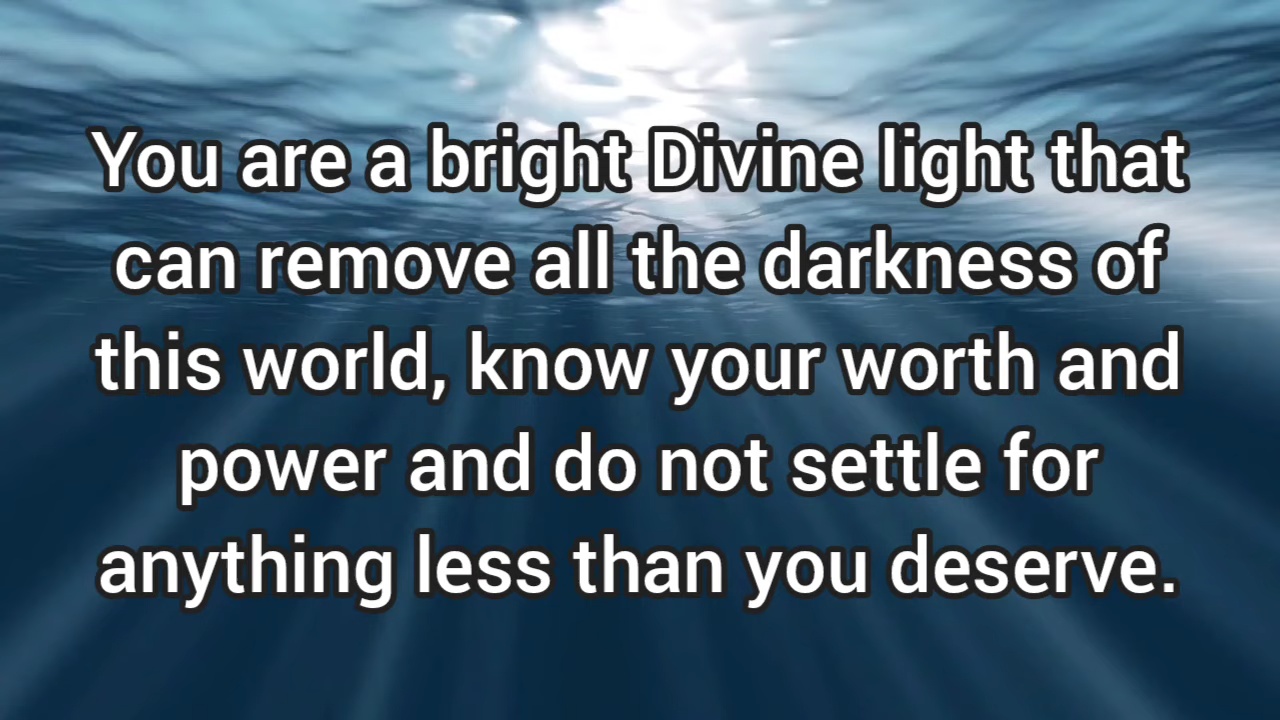 You are a bright Divine light that
can remove all the darkness of
this world, know your worth and
power and do not settle for
anything less than you deserve.